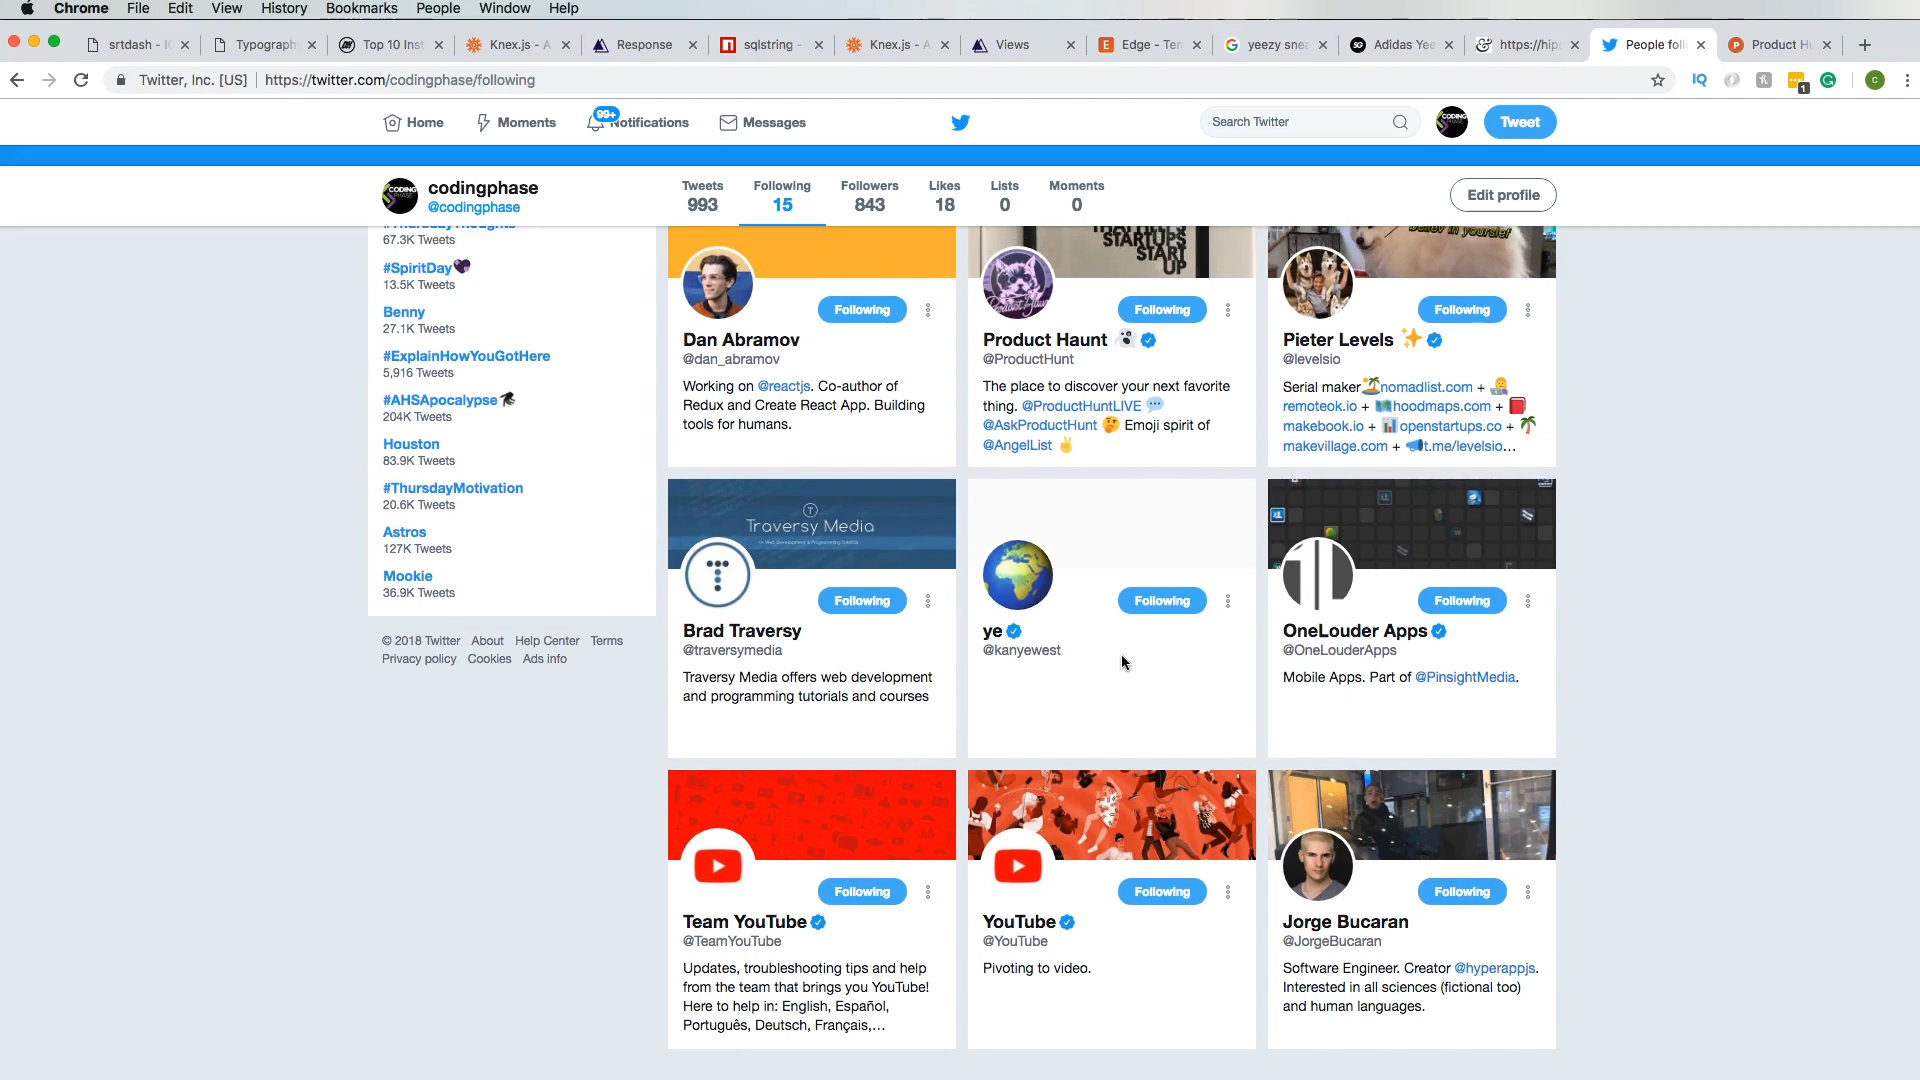 Chrome File Edit View History Bookmarks People Window Help
srtdash - Typograph Top 10 Inst Knex.js - A Response sqlstring - Knex.js - A Views Edge - Tem yeezy snea Adidas Yee https://hip People foll Product Hu
Twitter, Inc. [US] https://twitter.com/codingphase/following
IQ 1 C
Home Moments 99+ Notifications Messages Search Twitter Tweet
codingphase
@codingphase
Tweets Following Followers Likes Lists Moments
993 15 843 18 0 0
Edit profile
#ThursdayThoughts
67.3K Tweets
#SpiritDay
13.5K Tweets
Benny
27.1K Tweets
#ExplainHowYouGotHere
5,916 Tweets
#AHSApocalypse
204K Tweets
Houston
83.9K Tweets
#ThursdayMotivation
20.6K Tweets
Astros
127K Tweets
Mookie
36.9K Tweets
© 2018 Twitter About Help Center Terms
Privacy policy Cookies Ads info
Following
Dan Abramov
@dan_abramov
Working on @reactjs. Co-author of
Redux and Create React App. Building
tools for humans.
STARTUPS
START
UP
Following
Product Haunt
@ProductHunt
The place to discover your next favorite
thing. @ProductHuntLIVE
@AskProductHunt Emoji spirit of
@AngelList
believ in yourslef
Following
Pieter Levels
@levelsio
Serial maker nomadlist.com +
remoteok.io + hoodmaps.com +
makebook.io + openstartups.co +
makevillage.com + t.me/levelsio…
Traversy Media
Following
Brad Traversy
@traversymedia
Traversy Media offers web development
and programming tutorials and courses
Following
ye
@kanyewest
Following
OneLouder Apps
@OneLouderApps
Mobile Apps. Part of @PinsightMedia.
Following
Team YouTube
@TeamYouTube
Updates, troubleshooting tips and help
from the team that brings you YouTube!
Here to help in: English, Español,
Português, Deutsch, Français,…
Following
YouTube
@YouTube
Pivoting to video.
Following
Jorge Bucaran
@JorgeBucaran
Software Engineer. Creator @hyperappjs.
Interested in all sciences (fictional too)
and human languages.